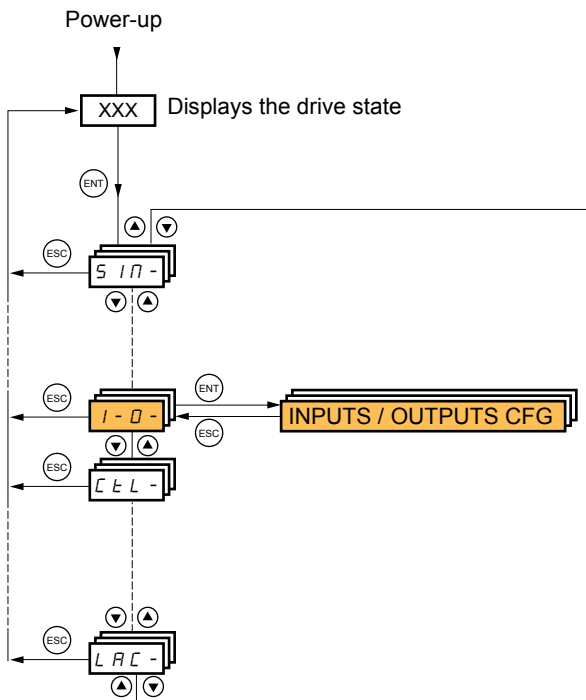 Power-up
XXX Displays the drive state
ENT
ESC
SIM-
ESC
I-O-
ENT
ESC
INPUTS / OUTPUTS CFG
ESC
CtL-
ESC
LAC-